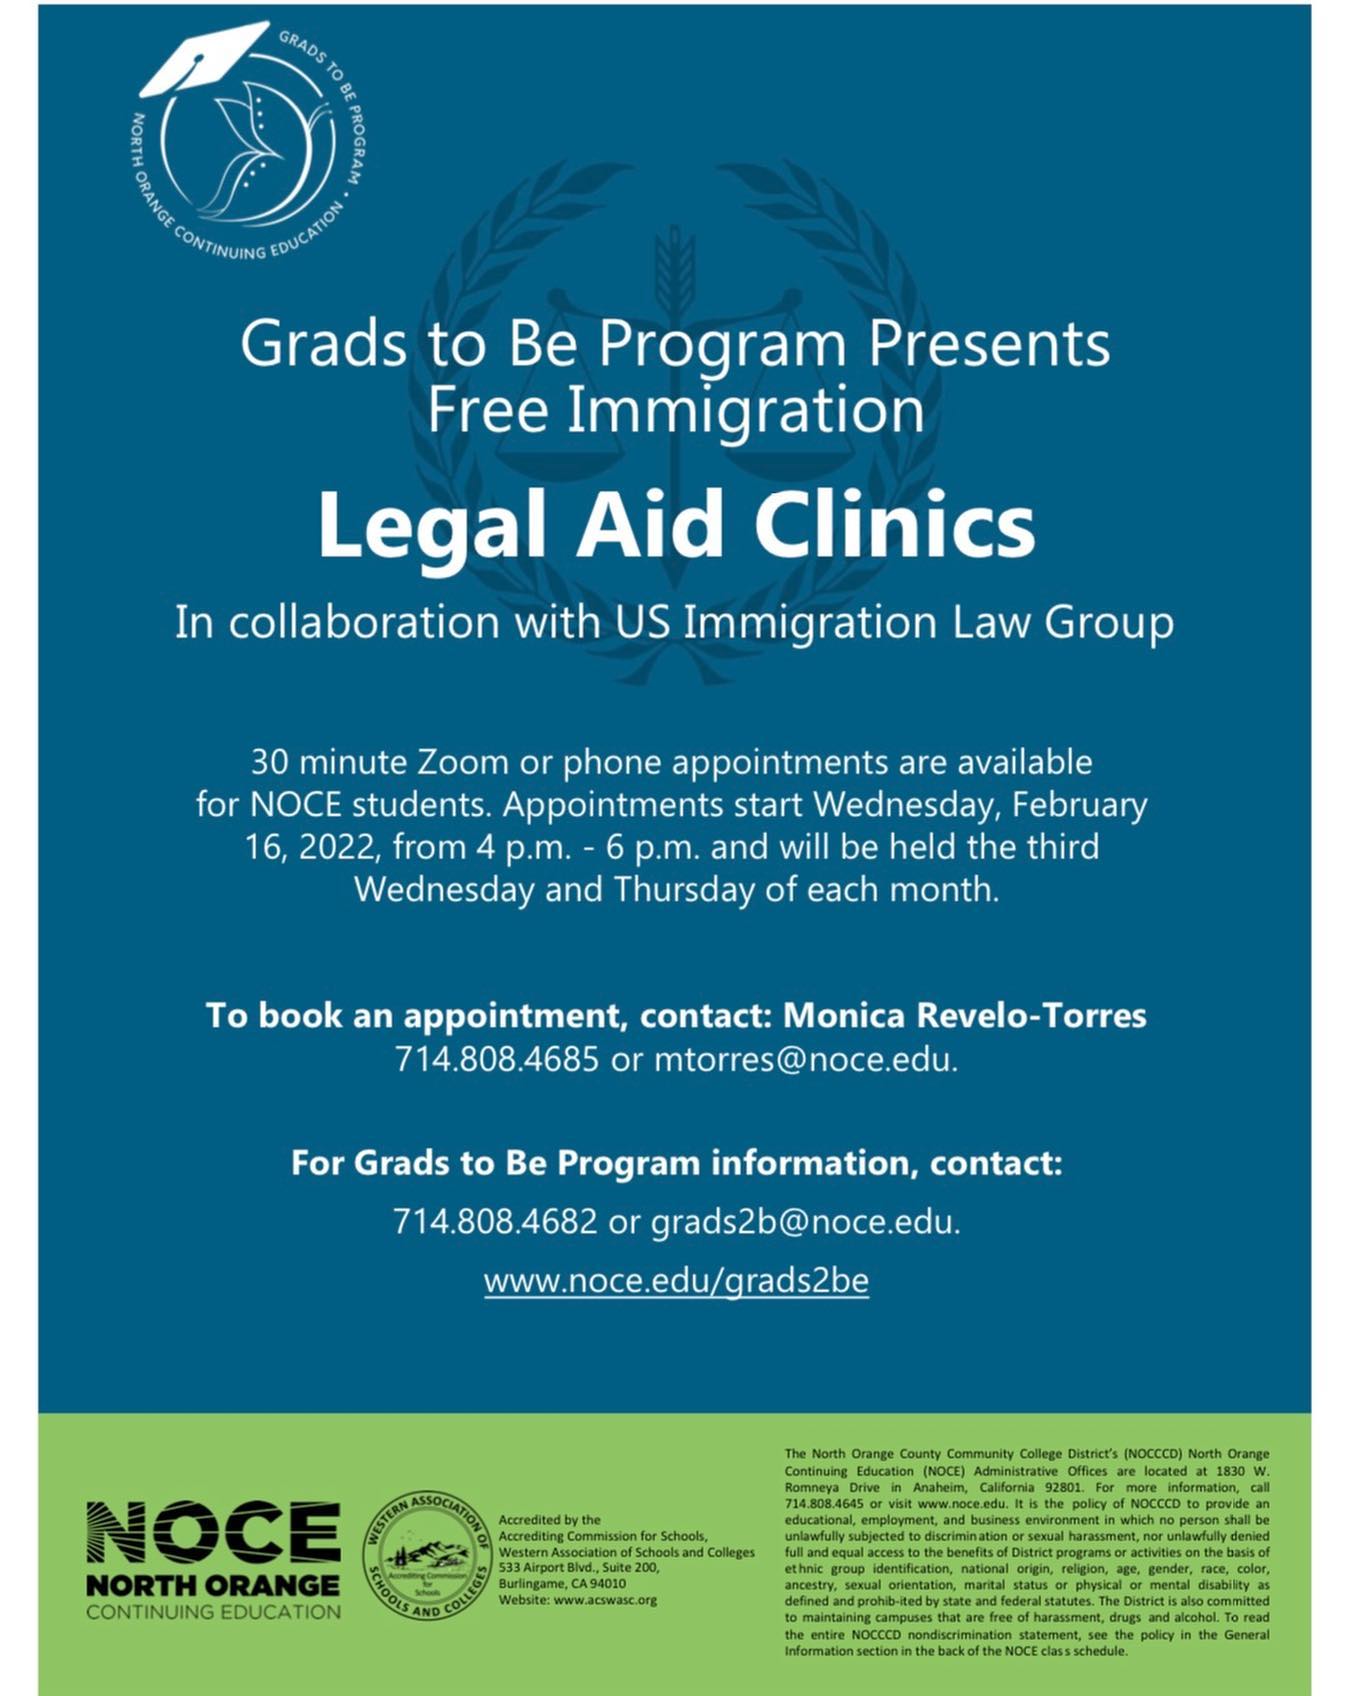 GRADS TO BE PROGRAM • NORTH ORANGE CONTINUING EDUCATION •
Grads to Be Program Presents
Free Immigration
Legal Aid Clinics
In collaboration with US Immigration Law Group
30 minute Zoom or phone appointments are available
for NOCE students. Appointments start Wednesday, February
16, 2022, from 4 p.m. - 6 p.m. and will be held the third
Wednesday and Thursday of each month.
To book an appointment, contact: Monica Revelo-Torres
714.808.4685 or mtorres@noce.edu.
For Grads to Be Program information, contact:
714.808.4682 or grads2b@noce.edu.
www.noce.edu/grads2be
NOCE
NORTH ORANGE
CONTINUING EDUCATION
WESTERN ASSOCIATION OF SCHOOLS AND COLLEGES
Accrediting Commission
for
Schools
Accredited by the
Accrediting Commission for Schools,
Western Association of Schools and Colleges
533 Airport Blvd., Suite 200,
Burlingame, CA 94010
Website: www.acswasc.org
The North Orange County Community College District's (NOCCCD) North Orange
Continuing Education (NOCE) Administrative Offices are located at 1830 W.
Romneya Drive in Anaheim, California 92801. For more information, call
714.808.4645 or visit www.noce.edu. It is the policy of NOCCCD to provide an
educational, employment, and business environment in which no person shall be
unlawfully subjected to discrimination or sexual harassment, nor unlawfully denied
full and equal access to the benefits of District programs or activities on the basis of
ethnic group identification, national origin, religion, age, gender, race, color,
ancestry, sexual orientation, marital status or physical or mental disability as
defined and prohib-ited by state and federal statutes. The District is also committed
to maintaining campuses that are free of harassment, drugs and alcohol. To read
the entire NOCCCD nondiscrimination statement, see the policy in the General
Information section in the back of the NOCE class schedule.